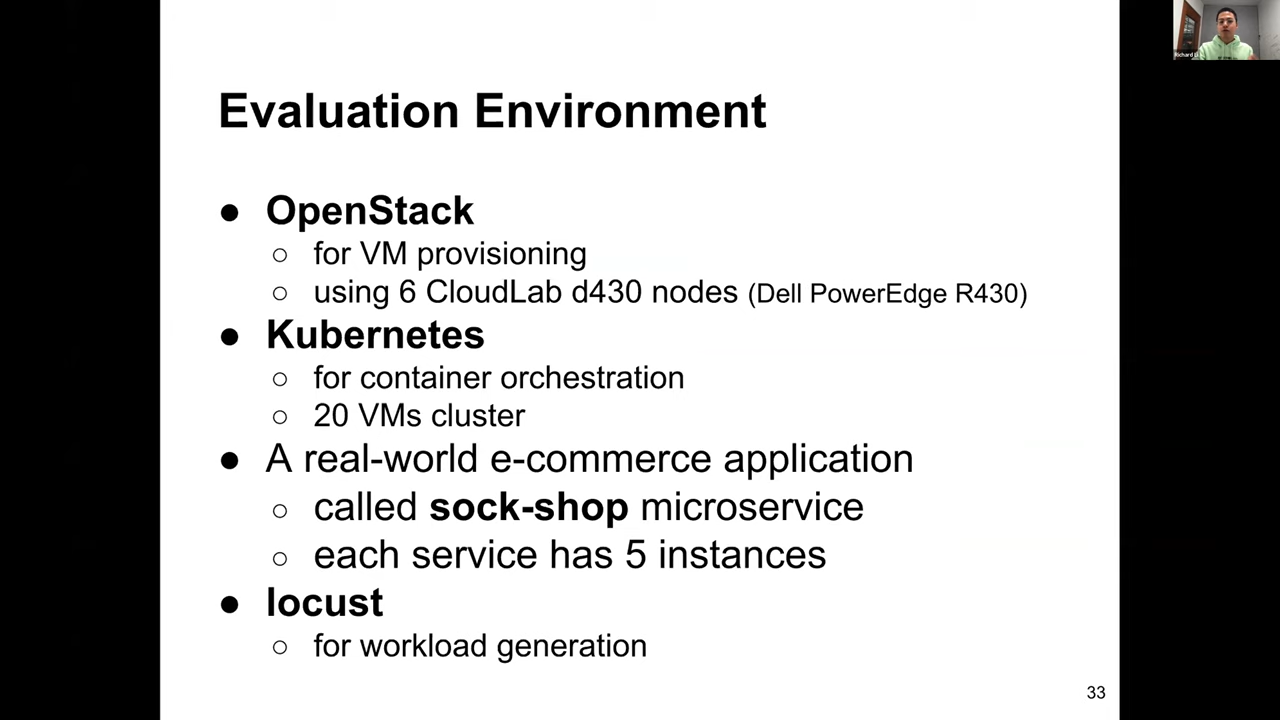 Evaluation Environment
● OpenStack
○ for VM provisioning
○ using 6 CloudLab d430 nodes (Dell PowerEdge R430)
● Kubernetes
○ for container orchestration
○ 20 VMs cluster
● A real-world e-commerce application
○ called sock-shop microservice
○ each service has 5 instances
● locust
○ for workload generation
33
Richard